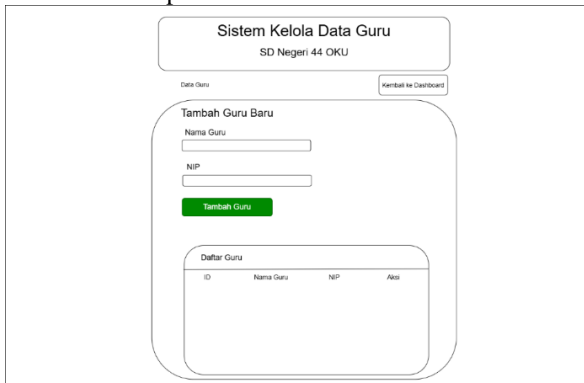 Sistem Kelola Data Guru
SD Negeri 44 OKU
Data Guru Kembali ke Dashboard
Tambah Guru Baru
Nama Guru
NIP
Tambah Guru
Daftar Guru
ID Nama Guru NIP Aksi